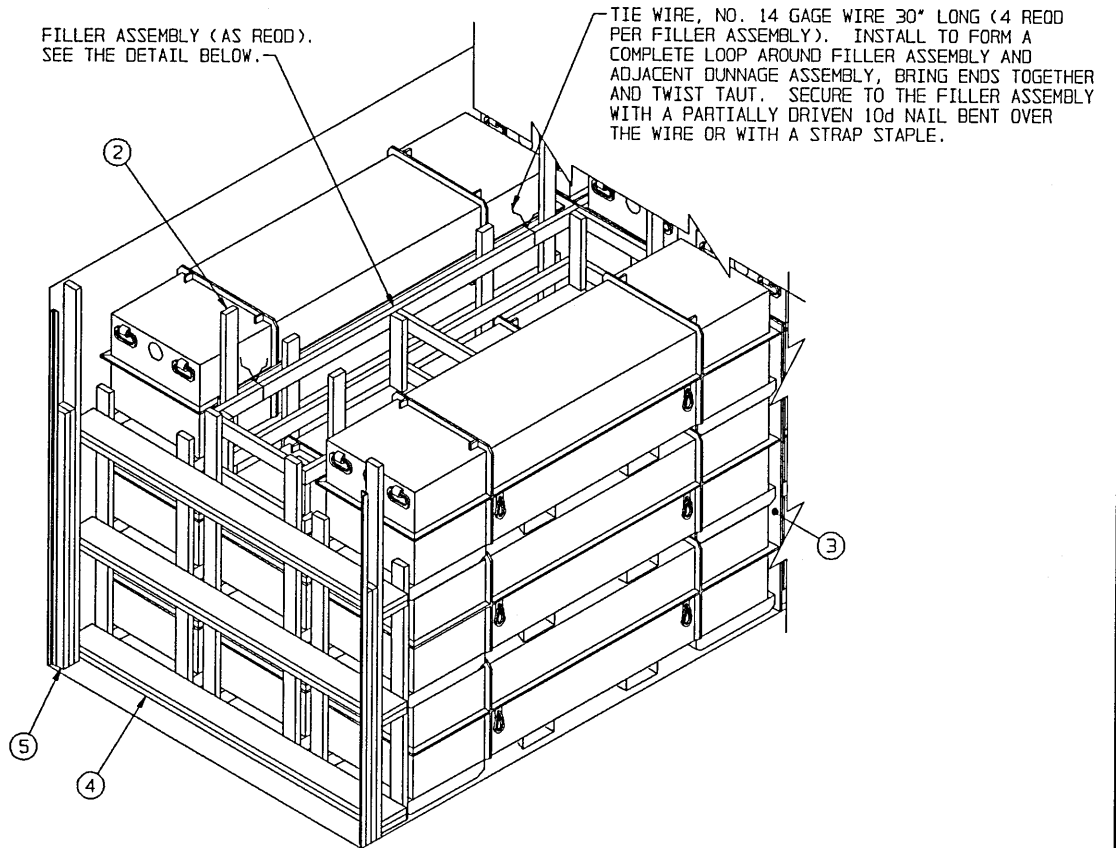 FILLER ASSEMBLY (AS REQD).
SEE THE DETAIL BELOW.
TIE WIRE, NO. 14 GAGE WIRE 30" LONG (4 REQD
PER FILLER ASSEMBLY). INSTALL TO FORM A
COMPLETE LOOP AROUND FILLER ASSEMBLY AND
ADJACENT DUNNAGE ASSEMBLY, BRING ENDS TOGETHER
AND TWIST TAUT. SECURE TO THE FILLER ASSEMBLY
WITH A PARTIALLY DRIVEN 10d NAIL BENT OVER
THE WIRE OR WITH A STRAP STAPLE.
2
3
5
4